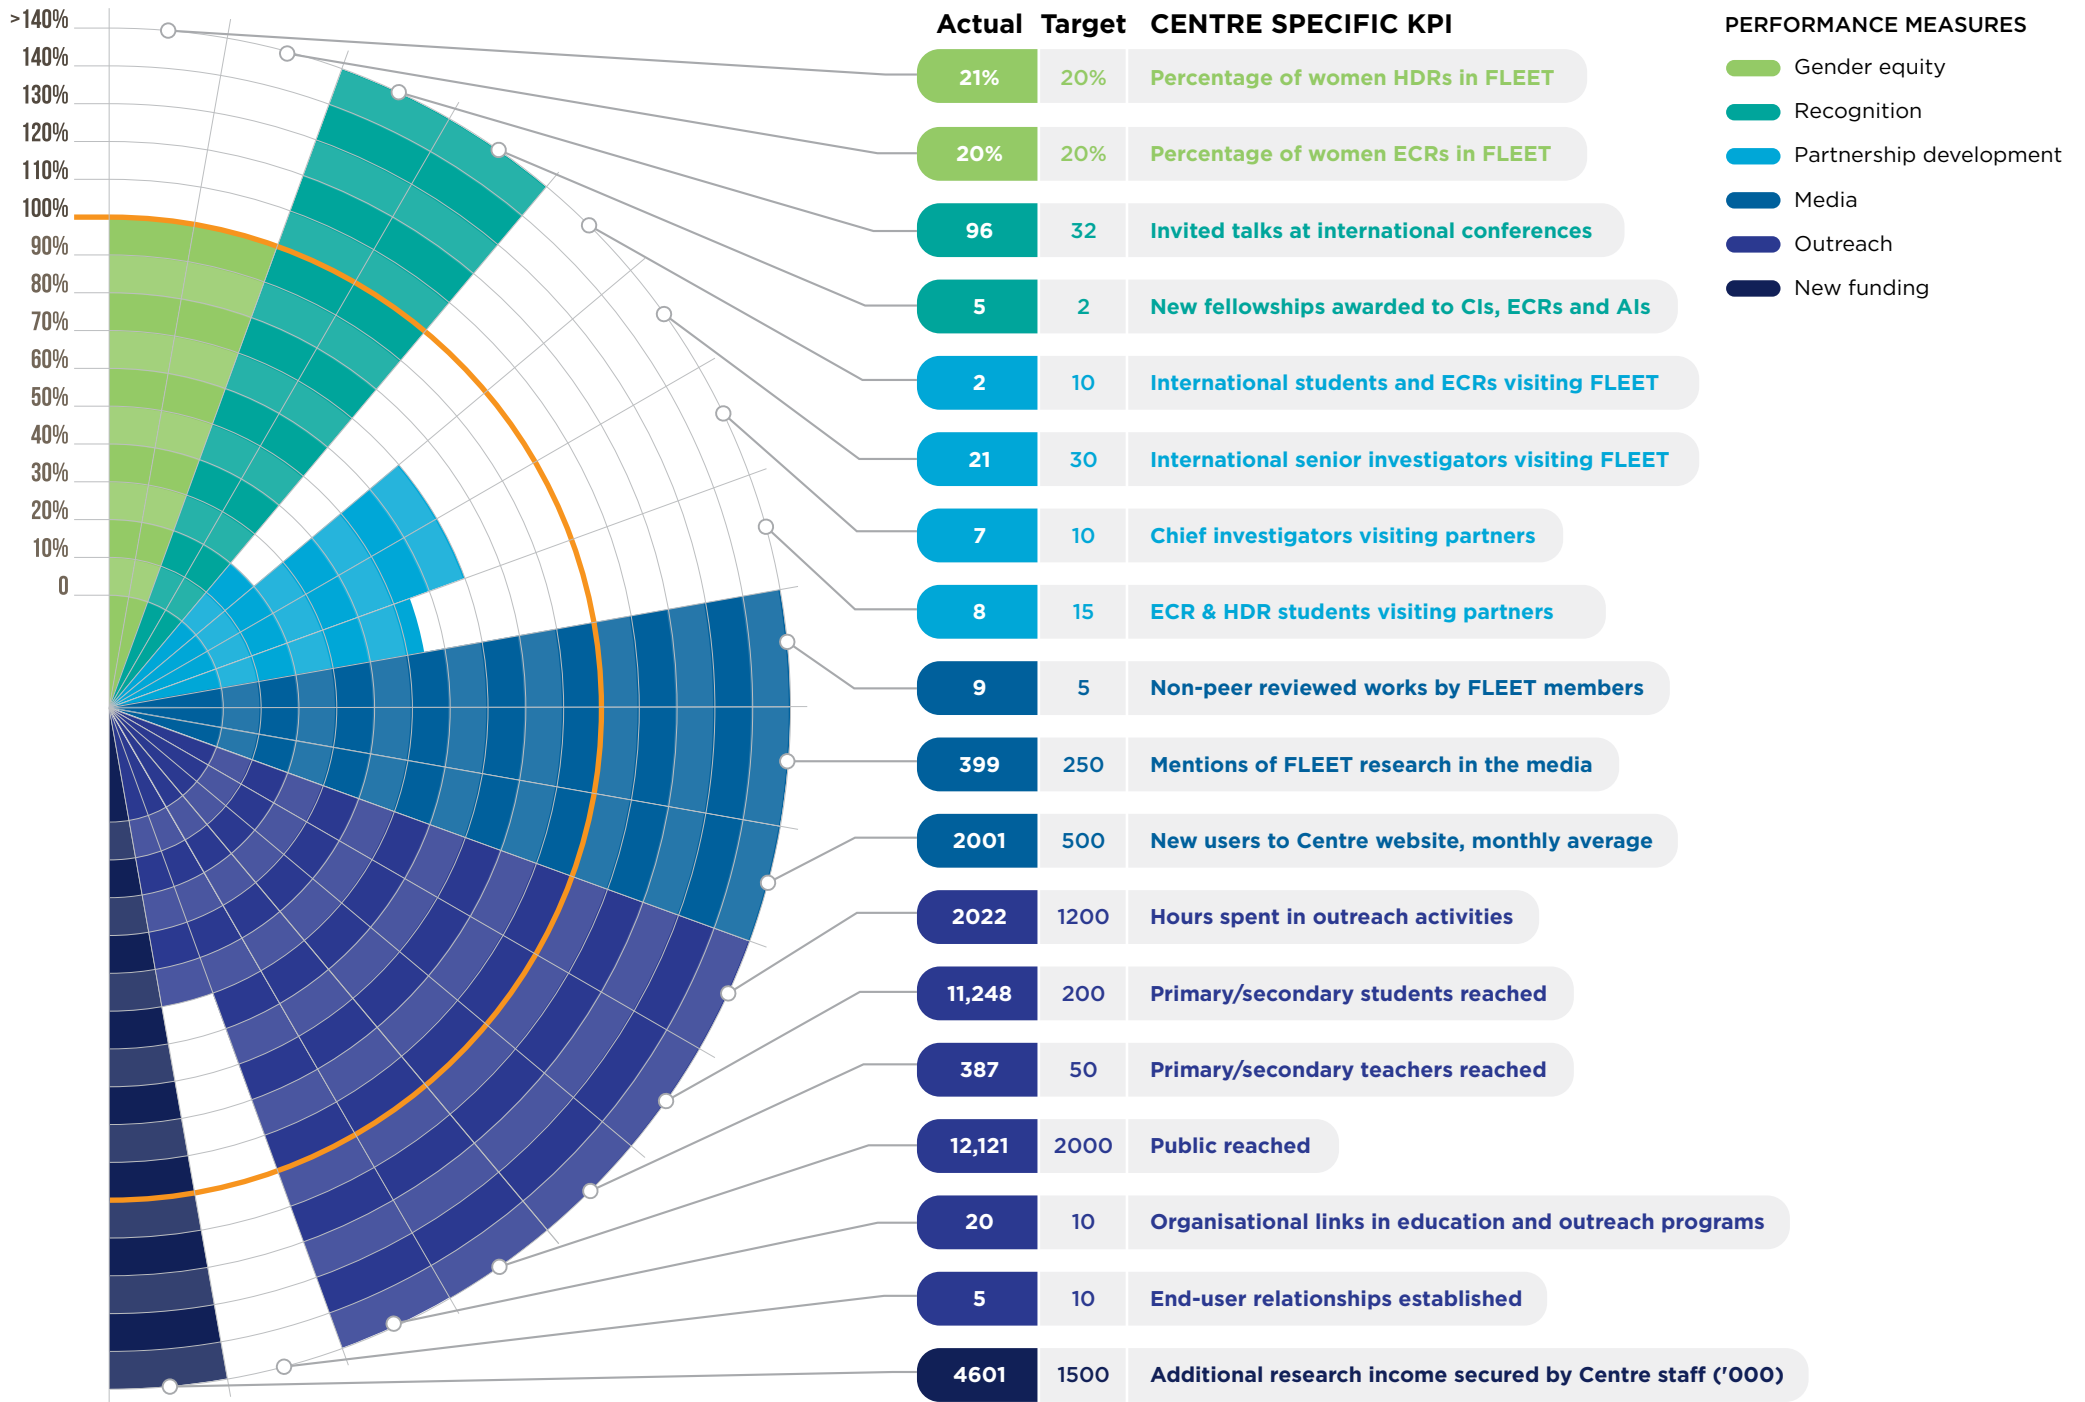 >140%
140%
130%
120%
110%
100%
90%
80%
70%
60%
50%
40%
30%
20%
10%
0
Actual Target CENTRE SPECIFIC KPI
21% 20% Percentage of women HDRs in FLEET
20% 20% Percentage of women ECRs in FLEET
96 32 Invited talks at international conferences
5 2 New fellowships awarded to CIs, ECRs and AIs
2 10 International students and ECRs visiting FLEET
21 30 International senior investigators visiting FLEET
7 10 Chief investigators visiting partners
8 15 ECR & HDR students visiting partners
9 5 Non-peer reviewed works by FLEET members
399 250 Mentions of FLEET research in the media
2001 500 New users to Centre website, monthly average
2022 1200 Hours spent in outreach activities
11,248 200 Primary/secondary students reached
387 50 Primary/secondary teachers reached
12,121 2000 Public reached
20 10 Organisational links in education and outreach programs
5 10 End-user relationships established
4601 1500 Additional research income secured by Centre staff ('000)
PERFORMANCE MEASURES
Gender equity
Recognition
Partnership development
Media
Outreach
New funding